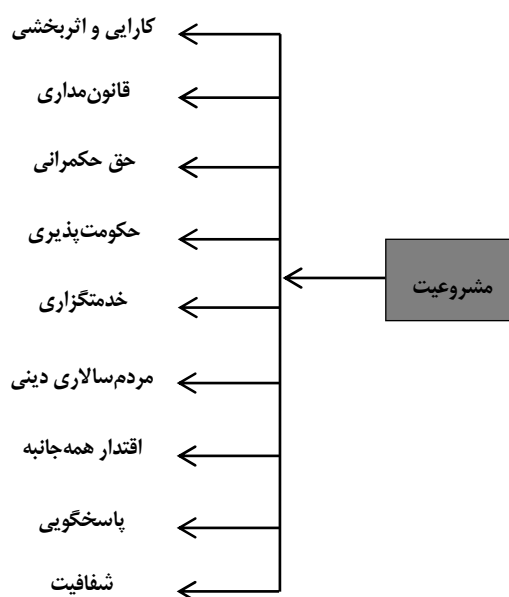 کارایی و اثربخشی
قانون‌مداری
حق حکمرانی
حکومت‌پذیری
مشروعیت
خدمتگزاری
مردم‌سالاری دینی
اقتدار همه‌جانبه
پاسخگویی
شفافیت